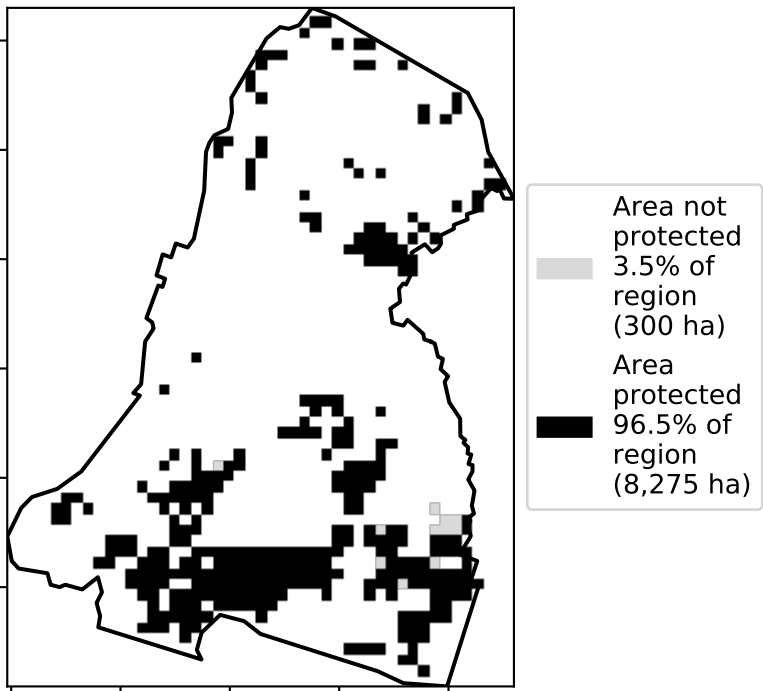 Area not
protected
3.5% of
region
(300 ha)
Area
protected
96.5% of
region
(8,275 ha)